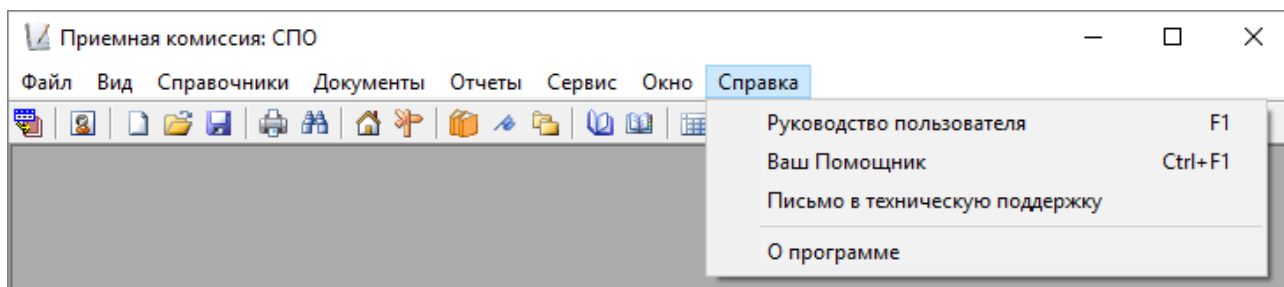 Приемная комиссия: СПО
Файл Вид Справочники Документы Отчеты Сервис Окно Справка
Руководство пользователя F1
Ваш Помощник Ctrl+F1
Письмо в техническую поддержку
О программе